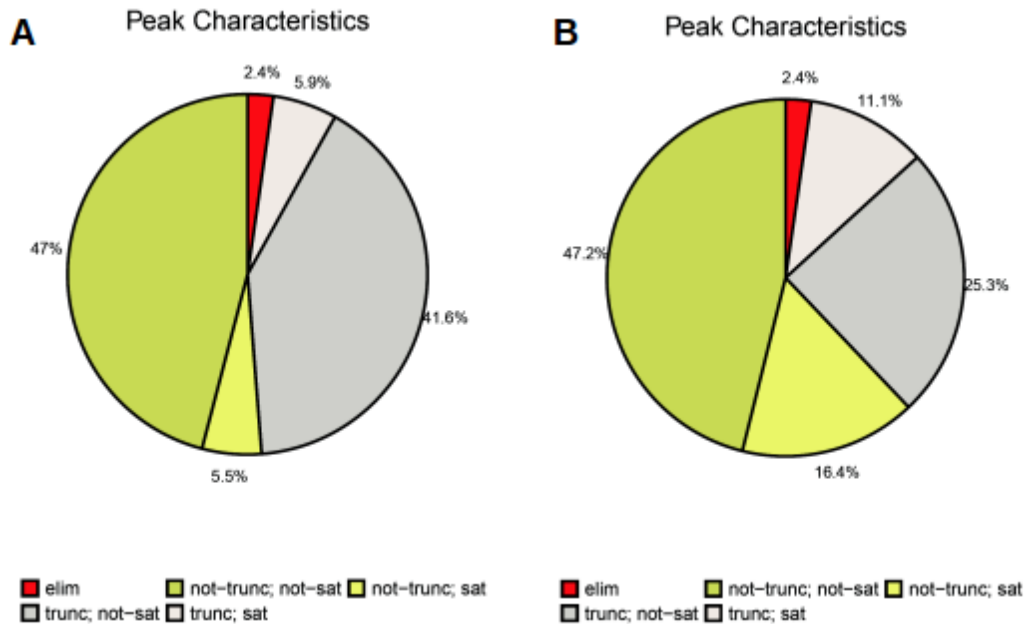 A
Peak Characteristics
2.4%
5.9%
47%
41.6%
5.5%
elim
not-trunc; not-sat
not-trunc; sat
trunc; not-sat
trunc; sat
B
Peak Characteristics
2.4%
11.1%
47.2%
25.3%
16.4%
elim
not-trunc; not-sat
not-trunc; sat
trunc; not-sat
trunc; sat